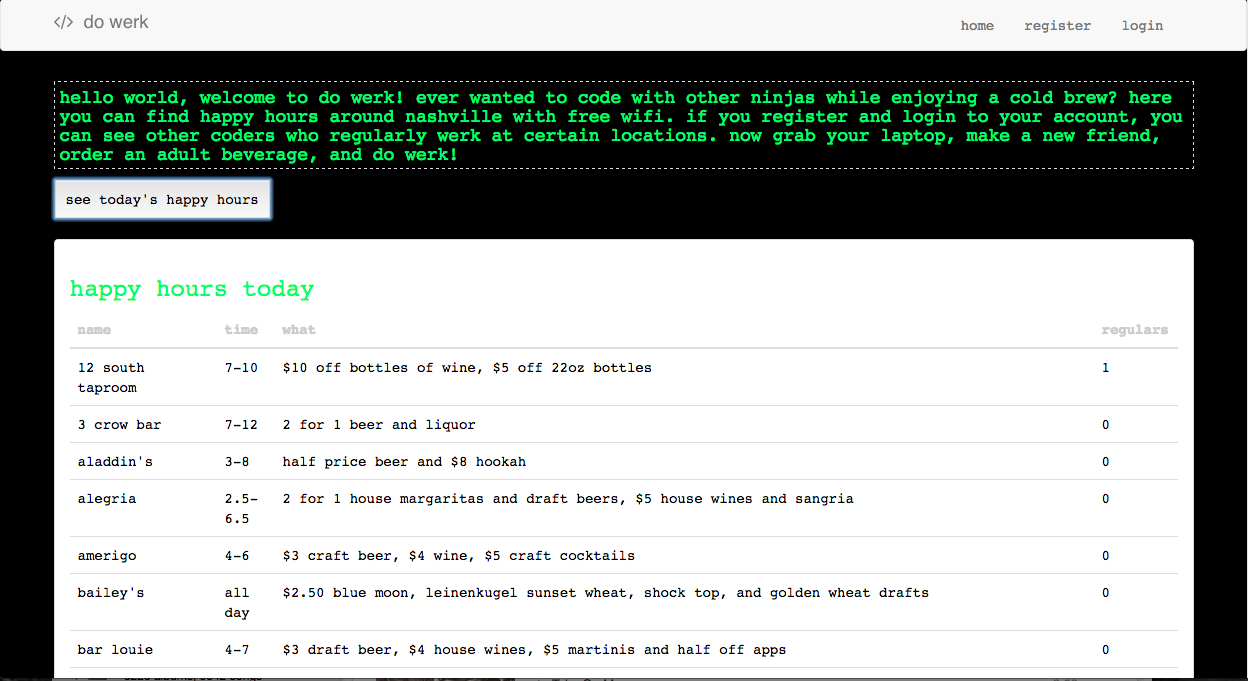 </> do werk
home register login
hello world, welcome to do werk! ever wanted to code with other ninjas while enjoying a cold brew? here
you can find happy hours around nashville with free wifi. if you register and login to your account, you
can see other coders who regularly werk at certain locations. now grab your laptop, make a new friend,
order an adult beverage, and do werk!
see today's happy hours
happy hours today
name time what regulars
12 south 7-10 $10 off bottles of wine, $5 off 22oz bottles 1
taproom
3 crow bar 7-12 2 for 1 beer and liquor 0
aladdin's 3-8 half price beer and $8 hookah 0
alegria 2.5- 2 for 1 house margaritas and draft beers, $5 house wines and sangria 0
6.5
amerigo 4-6 $3 craft beer, $4 wine, $5 craft cocktails 0
bailey's all $2.50 blue moon, leinenkugel sunset wheat, shock top, and golden wheat drafts 0
day
bar louie 4-7 $3 draft beer, $4 house wines, $5 martinis and half off apps 0